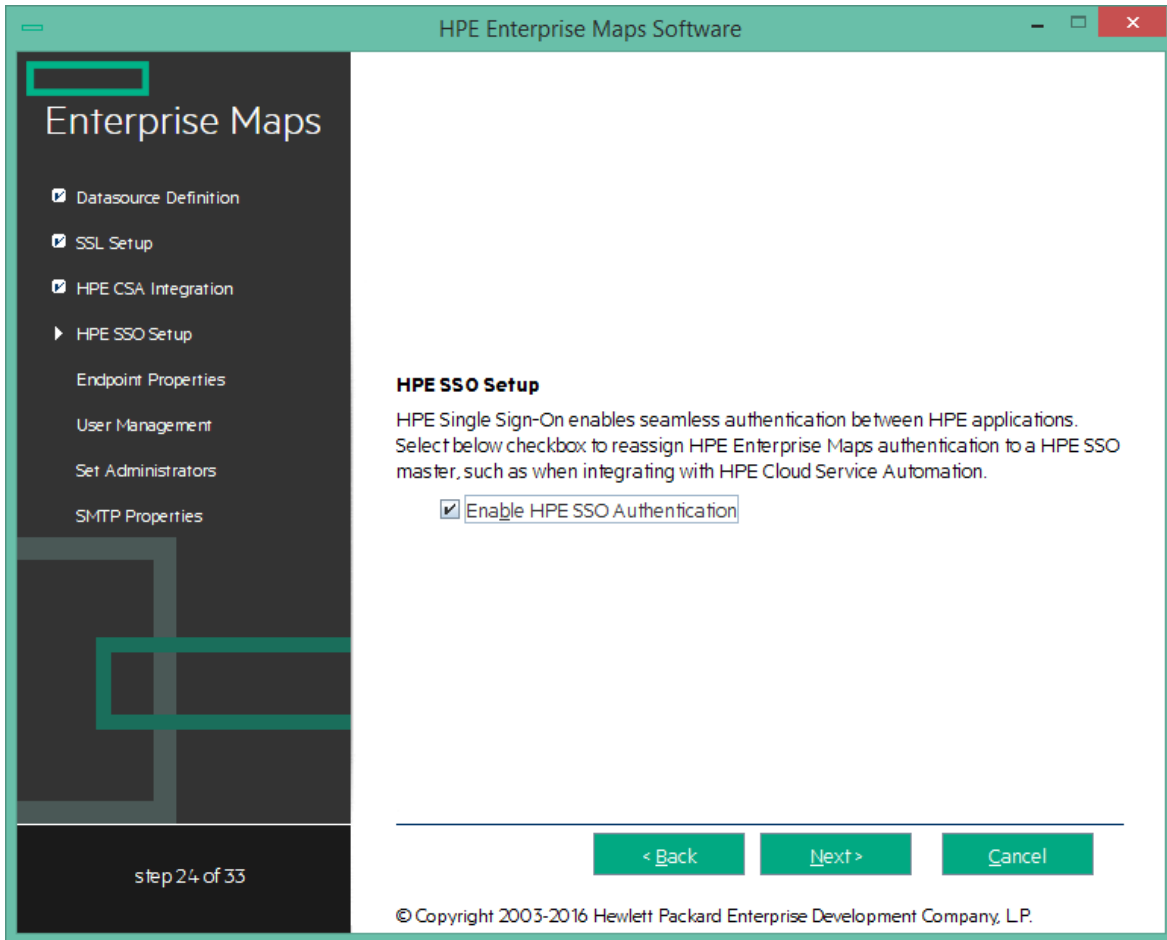 HPE Enterprise Maps Software
Enterprise Maps
Datasource Definition
SSL Setup
HPE CSA Integration
HPE SSO Setup
Endpoint Properties
User Management
Set Administrators
SMTP Properties
step 24 of 33
HPE SSO Setup
HPE Single Sign-On enables seamless authentication between HPE applications.
Select below checkbox to reassign HPE Enterprise Maps authentication to a HPE SSO
master, such as when integrating with HPE Cloud Service Automation.
Enable HPE SSO Authentication
< Back
Next >
Cancel
© Copyright 2003-2016 Hewlett Packard Enterprise Development Company, L.P.